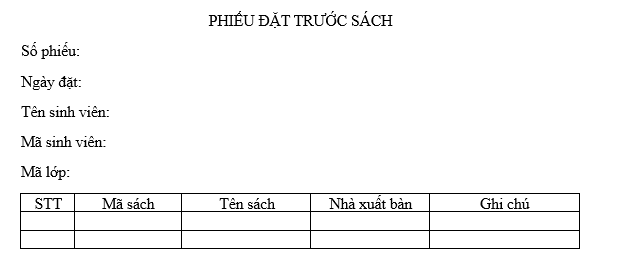 PHIẾU ĐẶT TRƯỚC SÁCH
Số phiếu:
Ngày đặt:
Tên sinh viên:
Mã sinh viên:
Mã lớp:
STT Mã sách Tên sách Nhà xuất bàn Ghi chú